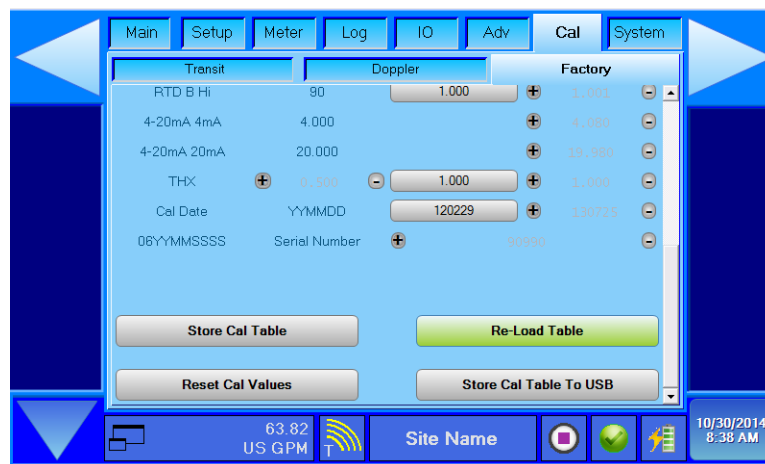 Main Setup Meter Log IO Adv Cal System
Transit Doppler Factory
RTD B Hi 90 1.000 + 1.001 -
4-20mA 4mA 4.000 + 4.080 -
4-20mA 20mA 20.000 + 19.980 -
THX + 0.500 - 1.000 + 1.000 -
Cal Date YYMMDD 120229 + 130725 -
06YYMMSSSS Serial Number + 90990 -
Store Cal Table Re-Load Table
Reset Cal Values Store Cal Table To USB
63.82
US GPM T Site Name
10/30/2014
8:38 AM